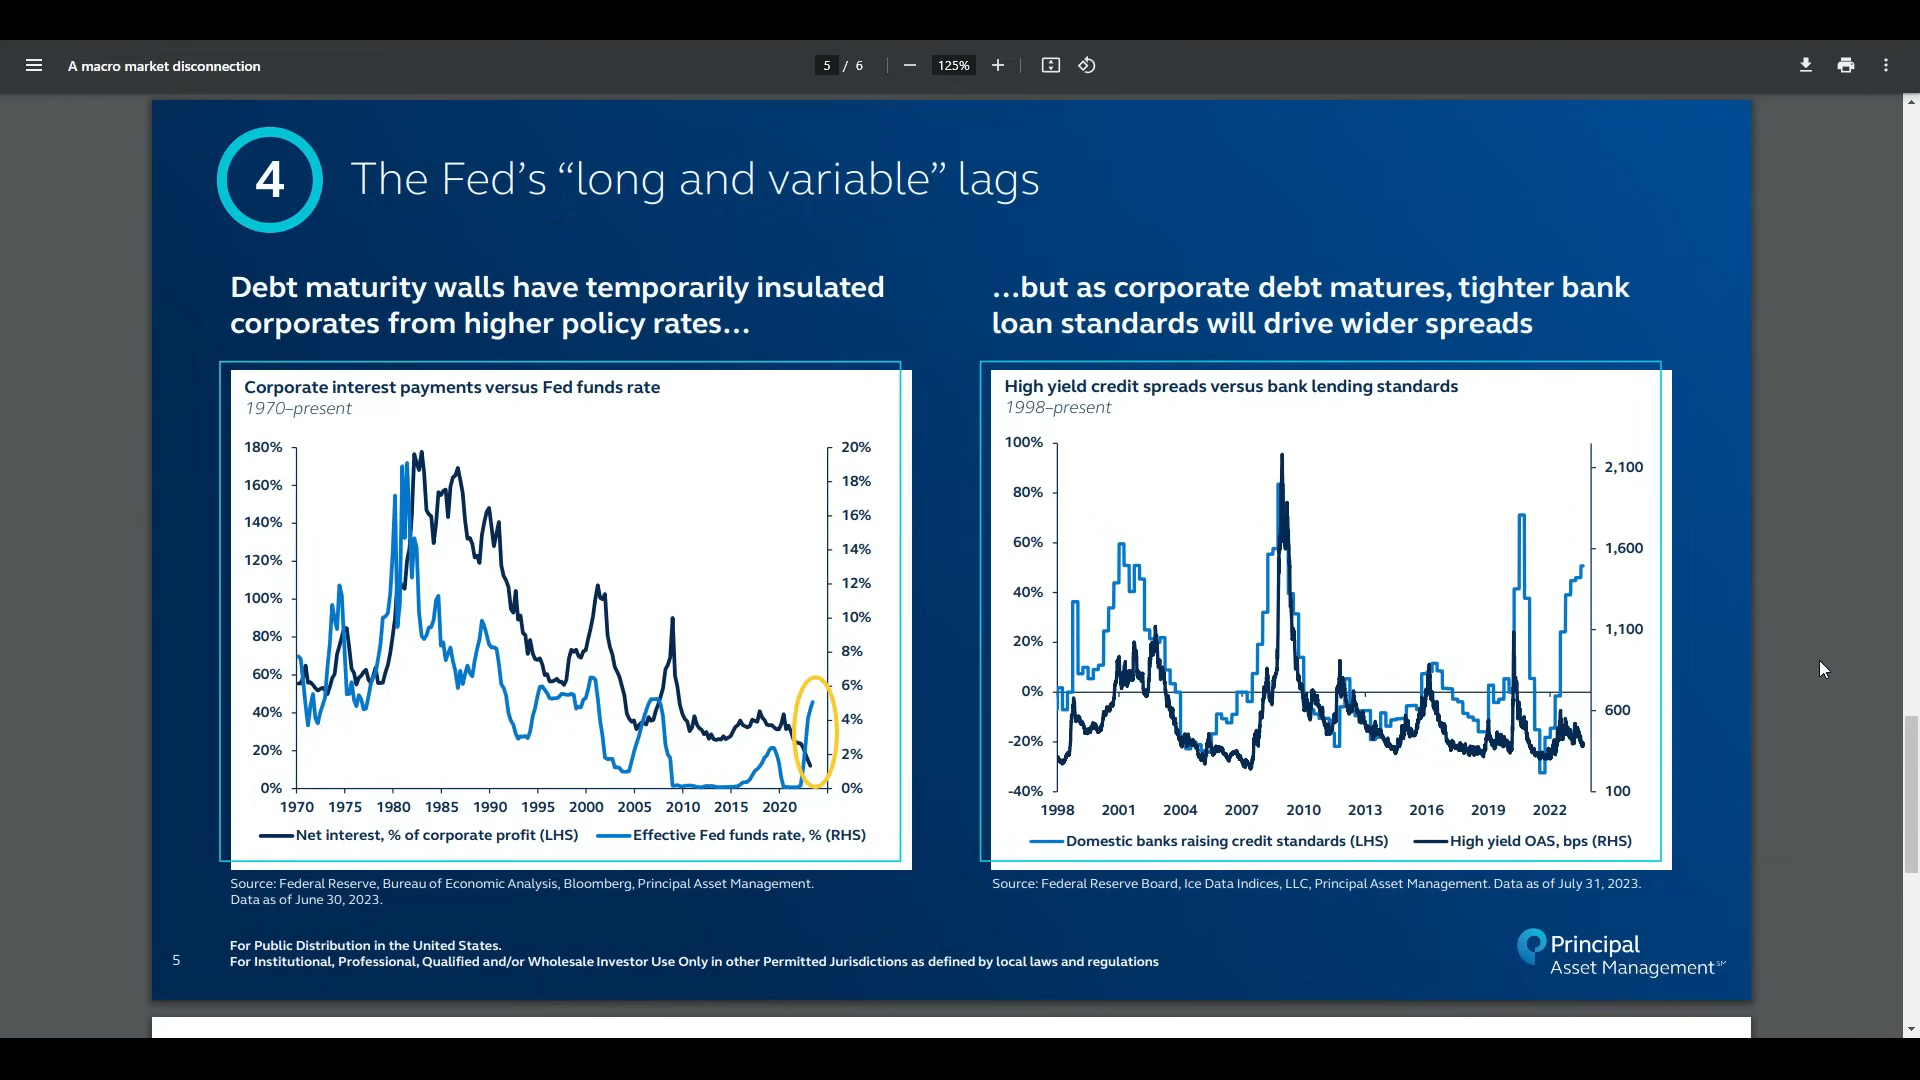 A macro market disconnection
5 / 6
125%
4
The Fed’s “long and variable” lags
Debt maturity walls have temporarily insulated
corporates from higher policy rates…
Corporate interest payments versus Fed funds rate
1970–present
180%
160%
140%
120%
100%
80%
60%
40%
20%
0%
20%
18%
16%
14%
12%
10%
8%
6%
4%
2%
0%
1970 1975 1980 1985 1990 1995 2000 2005 2010 2015 2020
Net interest, % of corporate profit (LHS) Effective Fed funds rate, % (RHS)
Source: Federal Reserve, Bureau of Economic Analysis, Bloomberg, Principal Asset Management.
Data as of June 30, 2023.
…but as corporate debt matures, tighter bank
loan standards will drive wider spreads
High yield credit spreads versus bank lending standards
1998–present
100%
80%
60%
40%
20%
0%
-20%
-40%
2,100
1,600
1,100
600
100
1998 2001 2004 2007 2010 2013 2016 2019 2022
Domestic banks raising credit standards (LHS) High yield OAS, bps (RHS)
Source: Federal Reserve Board, Ice Data Indices, LLC, Principal Asset Management. Data as of July 31, 2023.
5
For Public Distribution in the United States.
For Institutional, Professional, Qualified and/or Wholesale Investor Use Only in other Permitted Jurisdictions as defined by local laws and regulations
Principal
Asset Management℠